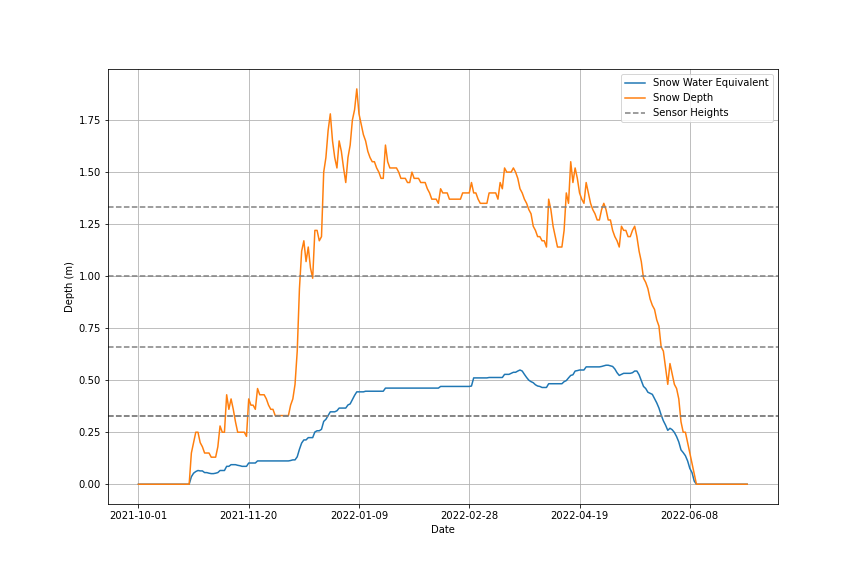 Snow Water Equivalent
Snow Depth
Sensor Heights
1.75
1.50
1.25
1.00
0.75
0.50
0.25
0.00
Depth (m)
2021-10-01
2021-11-20
2022-01-09
2022-02-28
2022-04-19
2022-06-08
Date